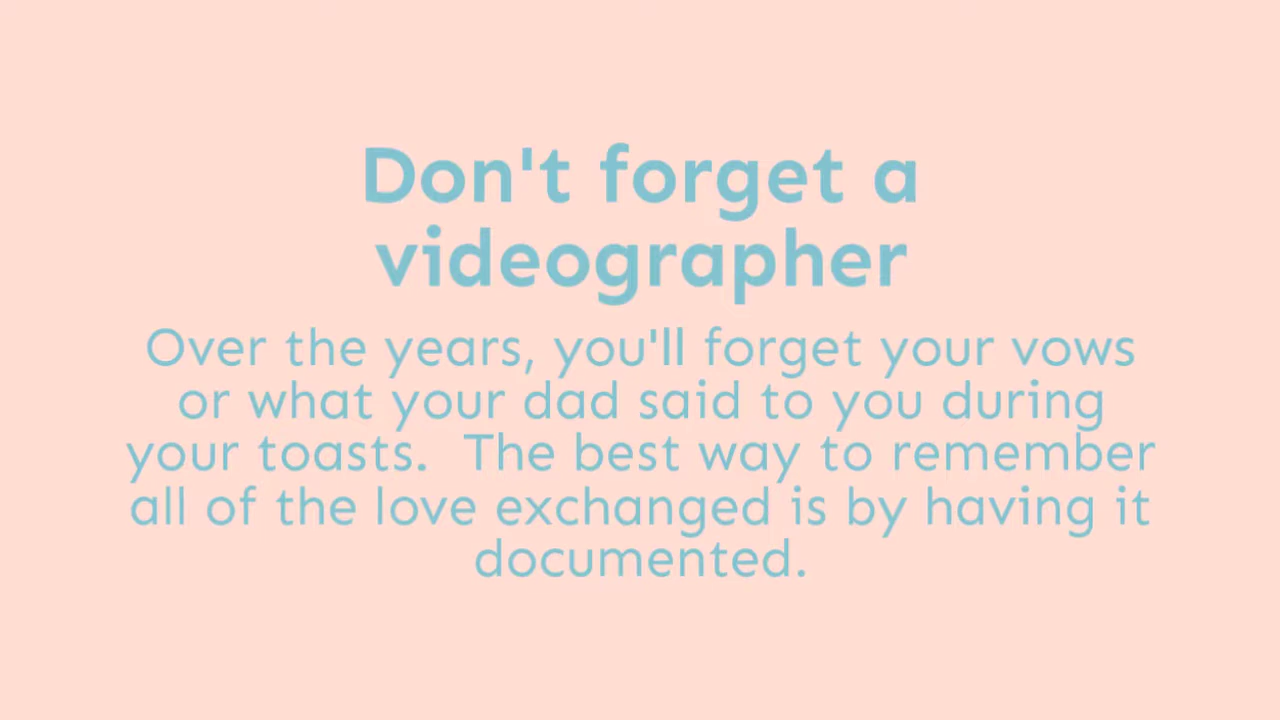 Don't forget a
videographer
Over the years, you'll forget your vows
or what your dad said to you during
your toasts.  The best way to remember
all of the love exchanged is by having it
documented.